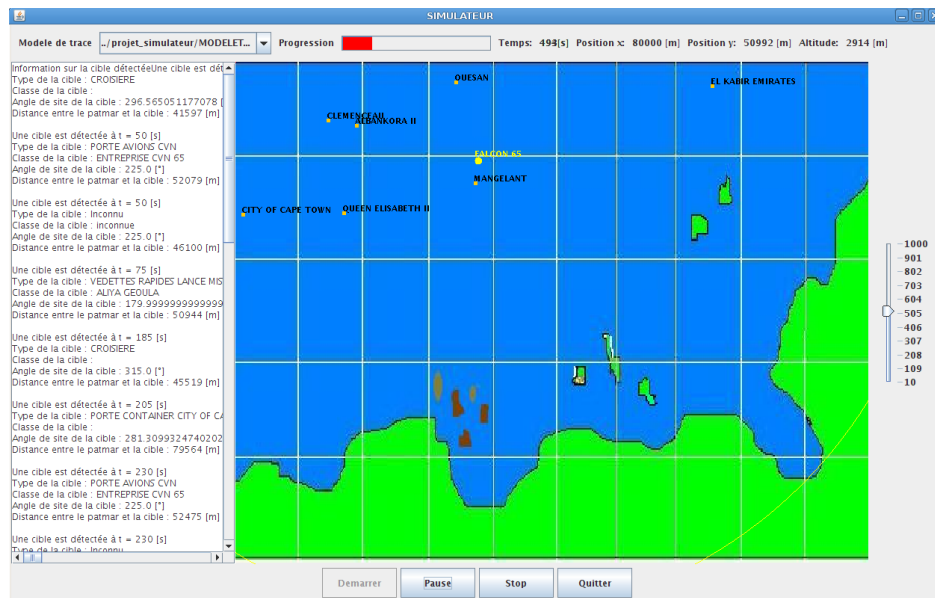 SIMULATEUR
Modele de trace ../projet_simulateur/MODELET... Progression Temps: [s] Position x: 80000 [m] Position y: 50992 [m] Altitude: 2914 [m]
Information sur la cible détectéeUne cible est dét
Type de la cible : CROISIERE
Classe de la cible :
Angle de site de la cible : 296.565051177078 [
Distance entre le patmar et la cible : 41597 [m]
Une cible est détectée à t = 50 [s]
Type de la cible : PORTE AVIONS CVN
Classe de la cible : ENTREPRISE CVN 65
Angle de site de la cible : 225.0 [°]
Distance entre le patmar et la cible : 52079 [m]
Une cible est détectée à t = 50 [s]
Type de la cible : Inconnu
Classe de la cible : inconnue
Angle de site de la cible : 225.0 [°]
Distance entre le patmar et la cible : 46100 [m]
Une cible est détectée à t = 75 [s]
Type de la cible : VEDETTES RAPIDES LANCE MIS
Classe de la cible : ALIYA GEOULA
Angle de site de la cible : 179.9999999999999
Distance entre le patmar et la cible : 50944 [m]
Une cible est détectée à t = 185 [s]
Type de la cible : CROISIERE
Classe de la cible :
Angle de site de la cible : 315.0 [°]
Distance entre le patmar et la cible : 45519 [m]
Une cible est détectée à t = 205 [s]
Type de la cible : PORTE CONTAINER CITY OF CA
Classe de la cible :
Angle de site de la cible : 281.3099324740202
Distance entre le patmar et la cible : 79564 [m]
Une cible est détectée à t = 230 [s]
Type de la cible : PORTE AVIONS CVN
Classe de la cible : ENTREPRISE CVN 65
Angle de site de la cible : 225.0 [°]
Distance entre le patmar et la cible : 52475 [m]
Une cible est détectée à t = 230 [s]
Type de la cible : Inconnu
OUESAN
EL KABIR EMIRATES
CLEMENCEAU
ALBANKORA II
FALCON 65
MANGELANT
CITY OF CAPE TOWN
QUEEN ELISABETH II
1000
901
802
703
604
505
406
307
208
109
10
Demarrer Pause Stop Quitter